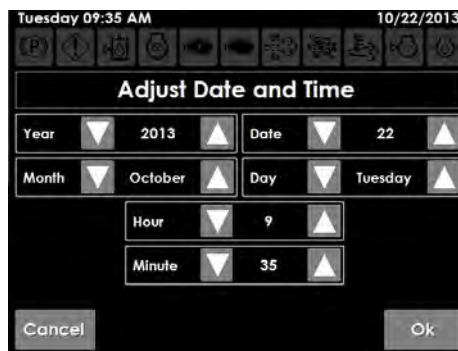 Tuesday 09:35 AM 10/22/2013
(P)
Adjust Date and Time
Year 2013 Date 22
Month October Day Tuesday
Hour 9
Minute 35
Cancel Ok